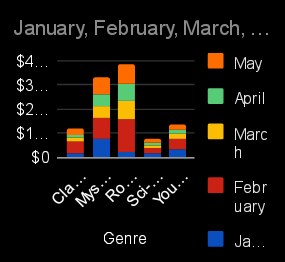 January, February, March, ...
$4...
$3...
$2...
$1...
$0
Cla...
Mys...
Ro...
Sci-...
You...
Genre
May
April
Marc
h
Febr
uary
Ja...